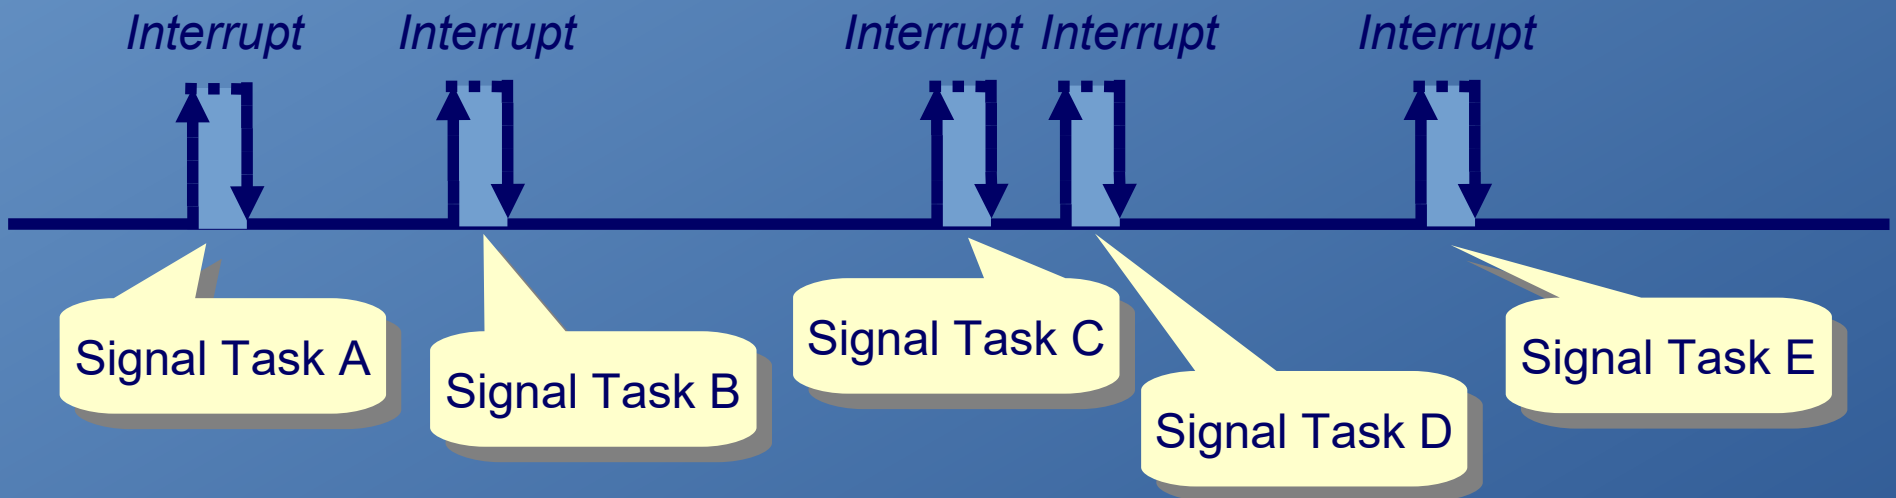 Interrupt
Interrupt
Interrupt
Interrupt
Interrupt
Signal Task A
Signal Task B
Signal Task C
Signal Task D
Signal Task E